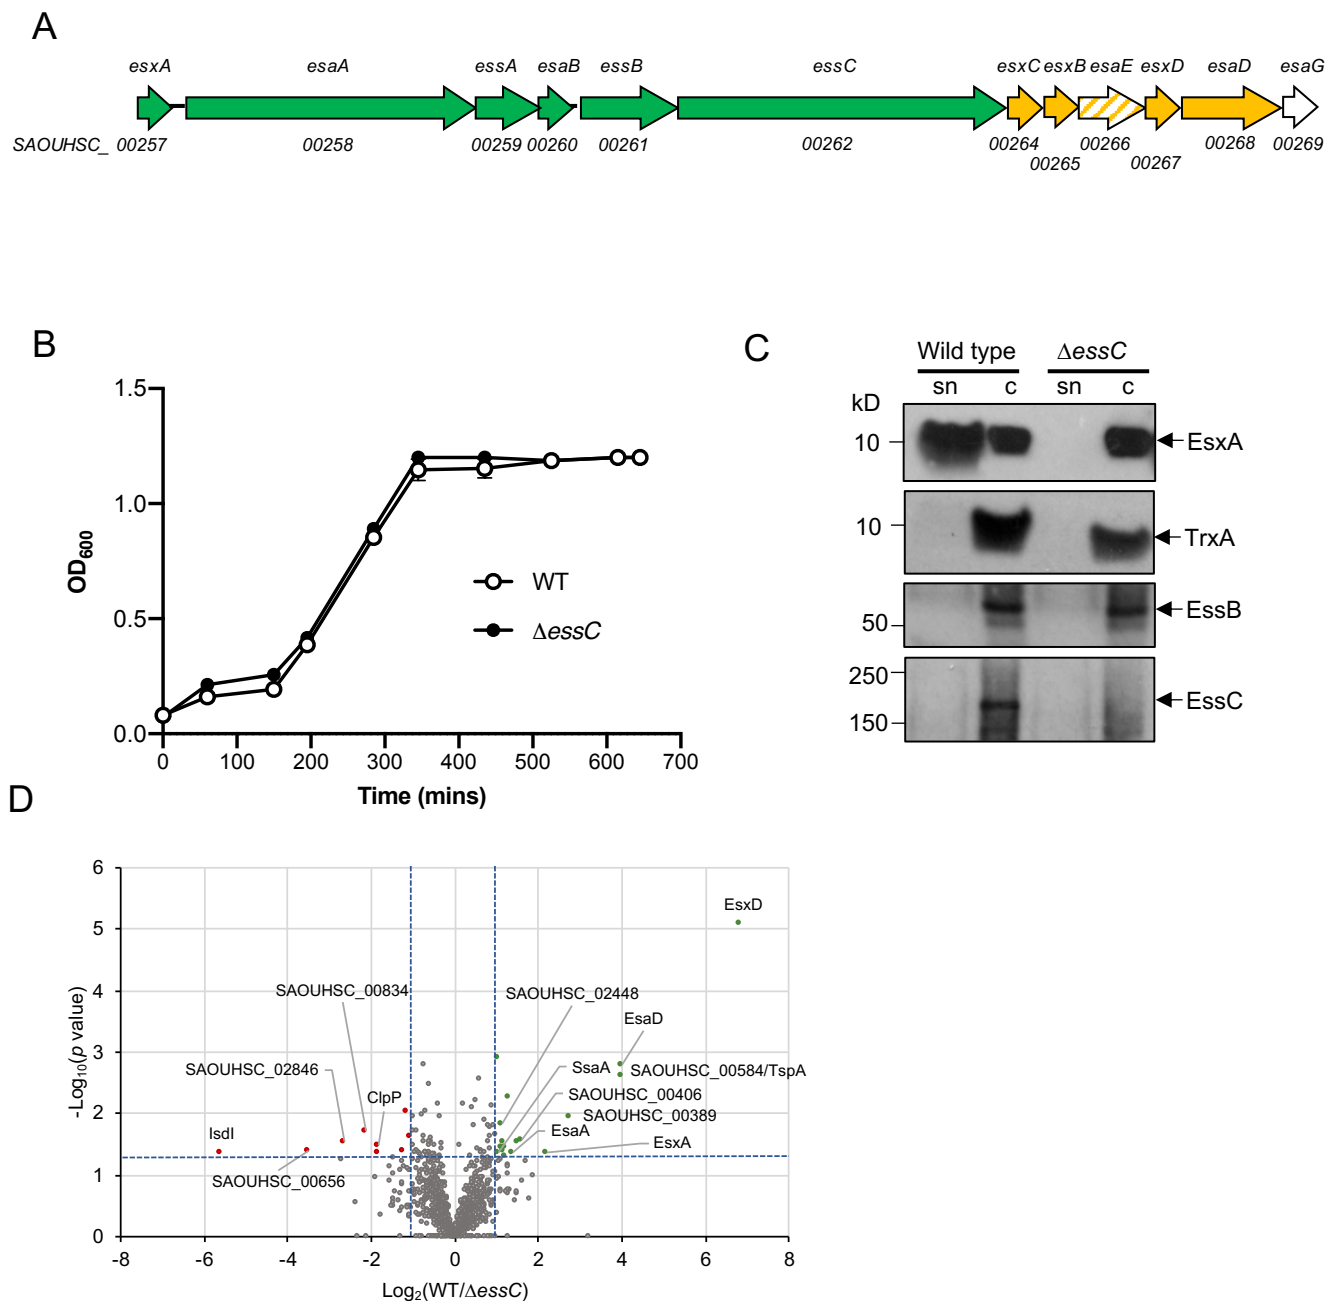 A
esxA esaA essA esaB essB essC esxC esxB esaE esxD esaD esaG
SAOUHSC_ 00257 00258 00259 00260 00261 00262 00264 00266 00268 00269
00265 00267
B
1.5
1.0
0.5
0.0
OD600
WT
ΔessC
0 100 200 300 400 500 600 700
Time (mins)
C
Wild type ΔessC
sn c sn c
kD
10 EsxA
10 TrxA
EssB
50
250
EssC
150
D
6
5
4
3
2
1
0
-Log10(p value)
EsxD
SAOUHSC_00834 SAOUHSC_02448
EsaD
SAOUHSC_02846 SsaA SAOUHSC_00584/TspA
ClpP SAOUHSC_00406
SAOUHSC_00389
IsdI EsaA
EsxA
SAOUHSC_00656
-8 -6 -4 -2 0 2 4 6 8
Log2(WT/ΔessC)